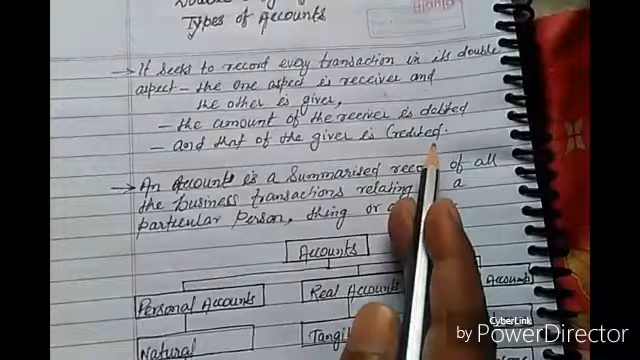 Types of Accounts
→ It seeks to record every transaction in its double
aspect - the one aspect is receiver and
the other is giver,
- the amount of the reciver is debted
- and that of the giver is Credited.
→ An Account is a Summarised of all
the business transactions relating a
particular person, thing or
Accounts
Personal Accounts
Real Accounts
Accounts
Natural
CyberLink
by PowerDirector